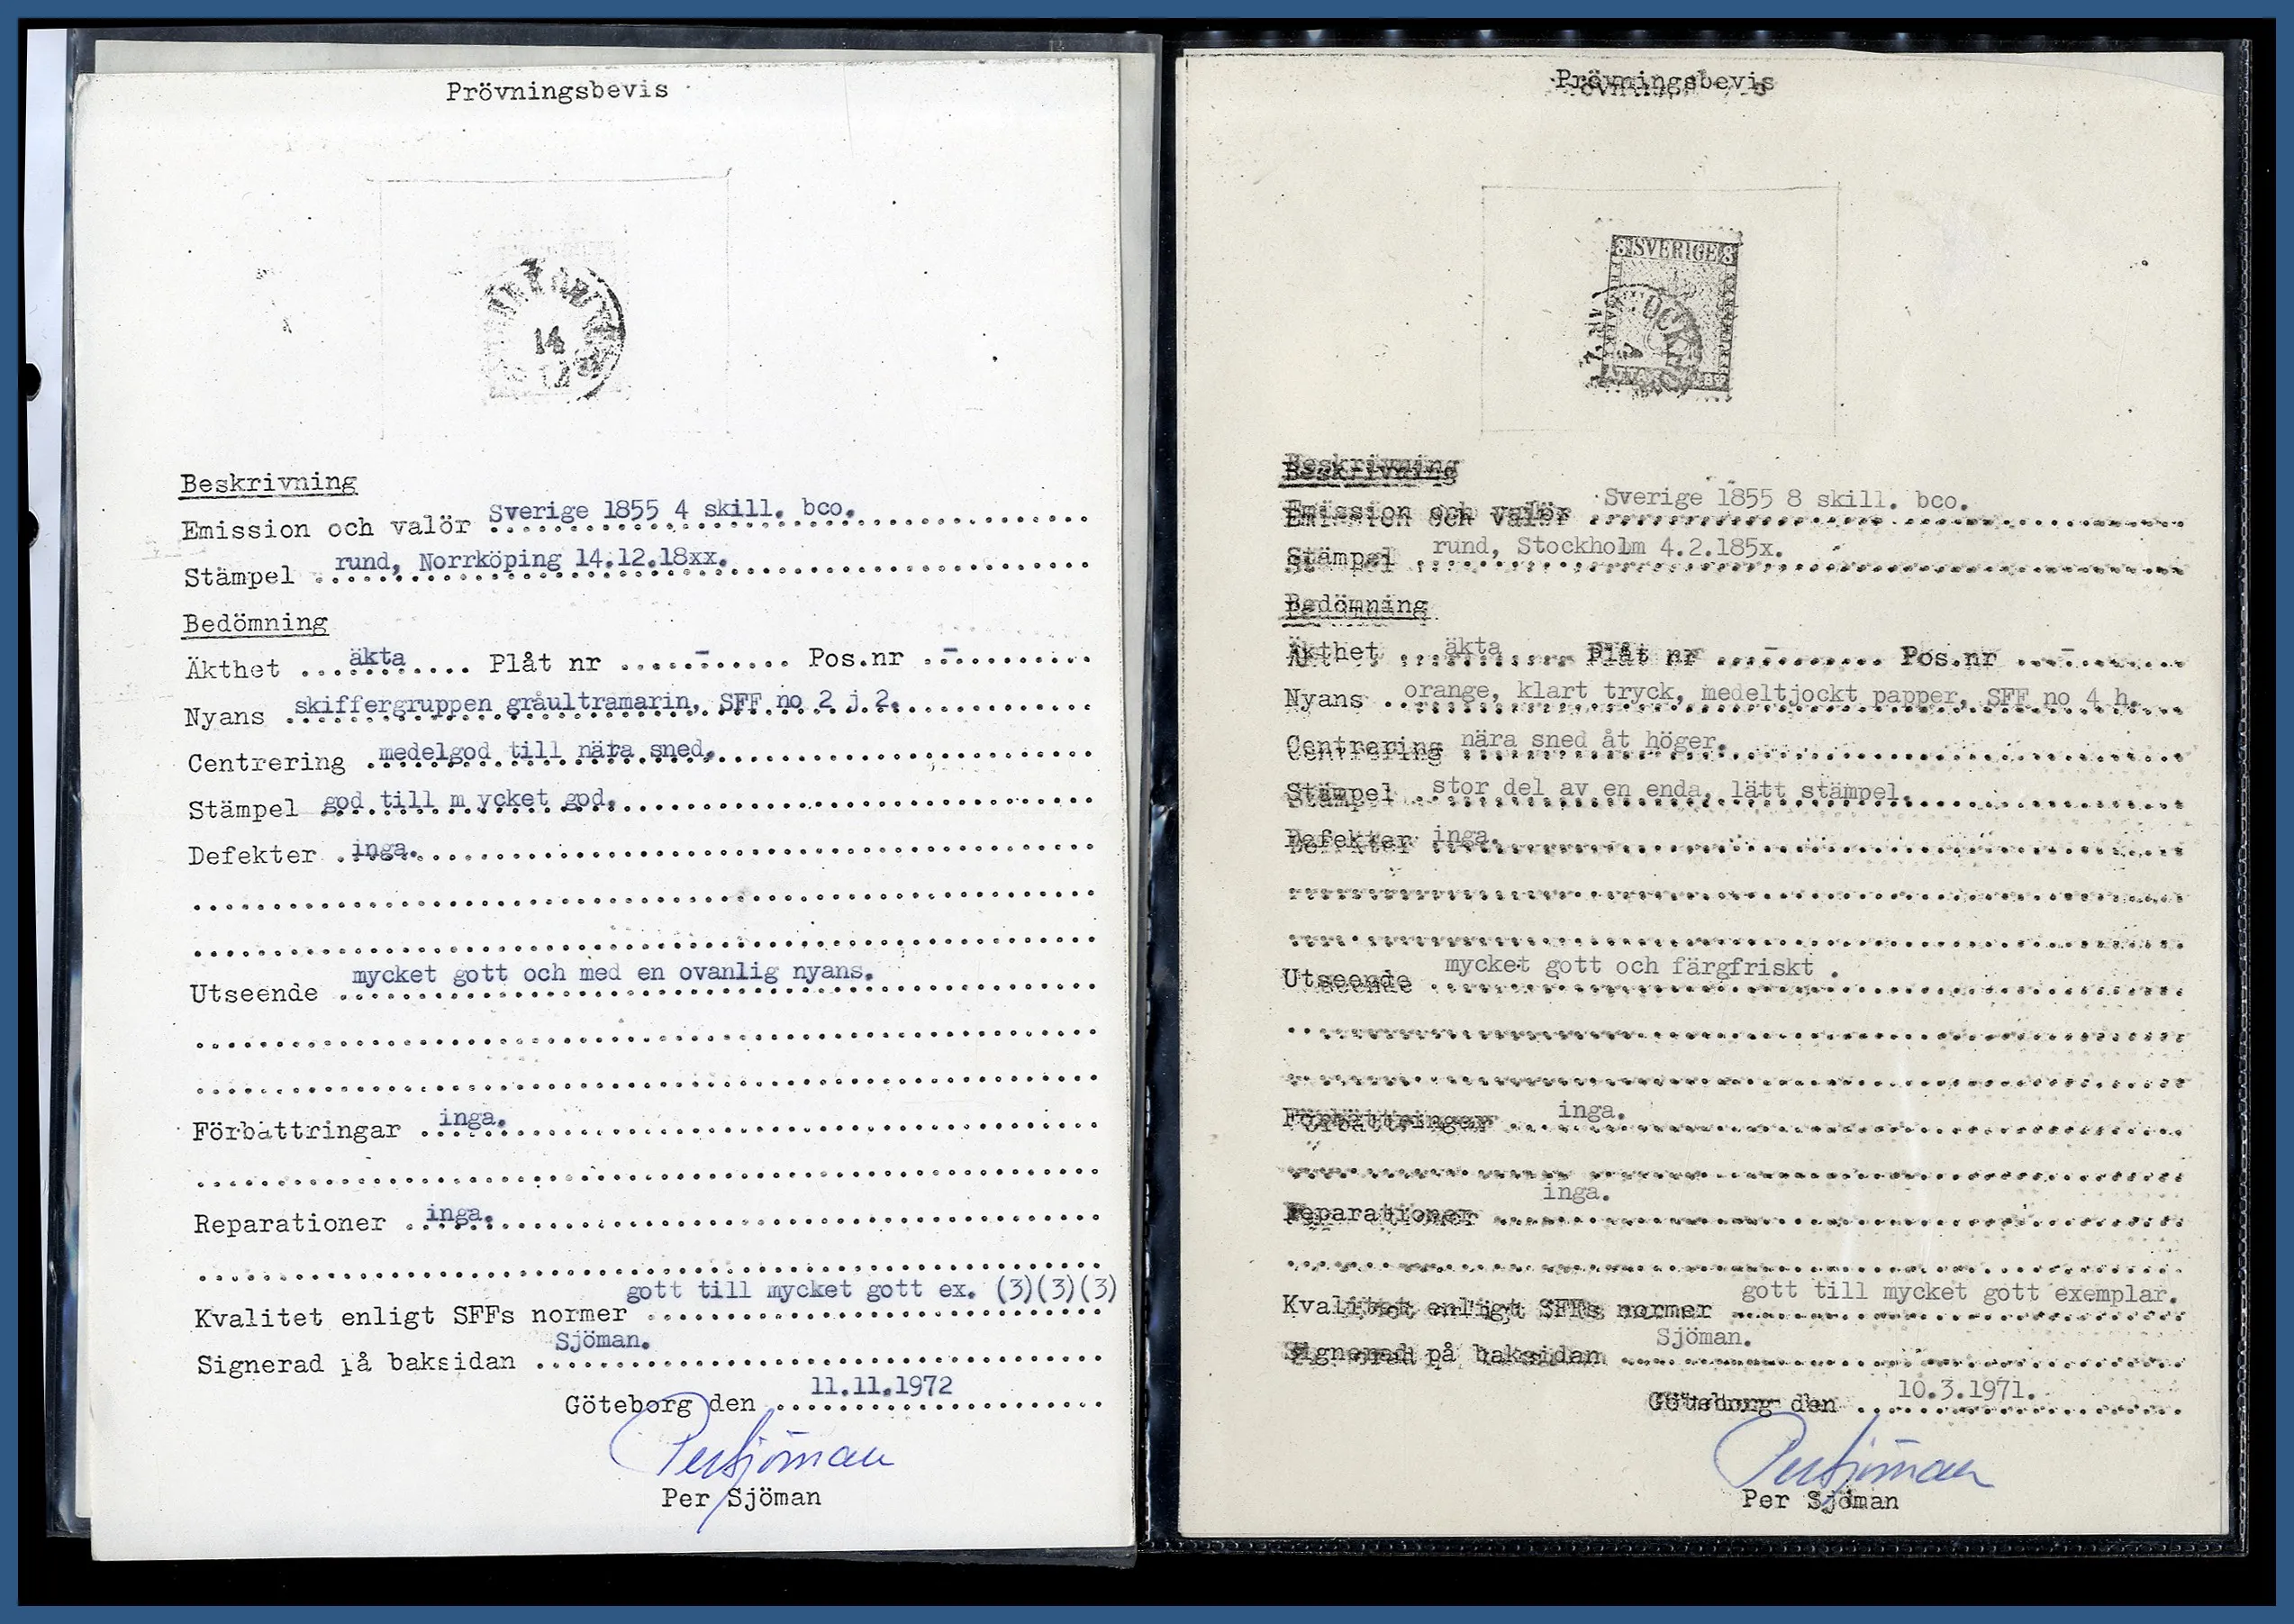 Prövningsbevis
14
Beskrivning
Emission och valör Sverige 1855 4 skill. bco.
Stämpel rund, Norrköping 14.12.18xx.
Bedömning
Äkthet ... äkta .... Plåt nr ..... - ..... Pos.nr .. - ........
Nyans skiffergruppen gråultramarin, SFF no 2 j 2.
Centrering medelgod till nära sned.
Stämpel god till m ycket god.
Defekter inga.
Utseende mycket gott och med en ovanlig nyans.
Förbättringar inga.
Reparationer inga.
Kvalitet enligt SFFs normer gott till mycket gott ex. (3)(3)(3)
Signerad på baksidan Sjöman.
Göteborg den 11.11.1972
Per Sjöman
Per Sjöman
Prövningsbevis
8 SVERIGE 8
Beskrivning
Emission och valör Sverige 1855 8 skill. bco.
Stämpel rund, Stockholm 4.2.185x.
Bedömning
Äkthet ... äkta .... Plåt nr ..... - ..... Pos.nr ... - ......
Nyans orange, klart tryck, medeltjockt papper, SFF no 4 h.
Centrering nära sned åt höger.
Stämpel stor del av en enda, lätt stämpel.
Defekter inga.
Utseende mycket gott och färgfriskt .
Förbättringar inga.
Reparationer inga.
Kvalitet enligt SFFs normer gott till mycket gott exemplar.
Signerad på baksidan Sjöman.
Göteborg den 10.3.1971.
Per Sjöman
Per Sjöman